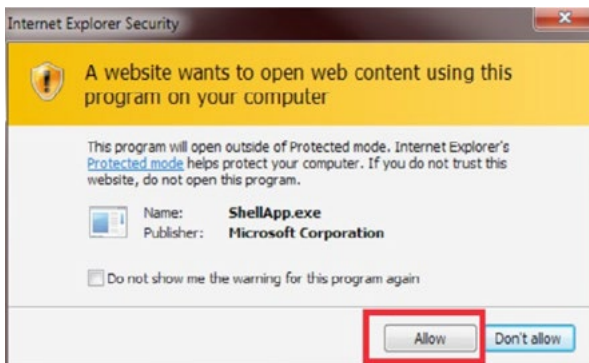 Internet Explorer Security
A website wants to open web content using this
program on your computer
This program will open outside of Protected mode. Internet Explorer's
Protected mode helps protect your computer. If you do not trust this
website, do not open this program.
Name: ShellApp.exe
Publisher: Microsoft Corporation
Do not show me the warning for this program again
Allow Don't allow